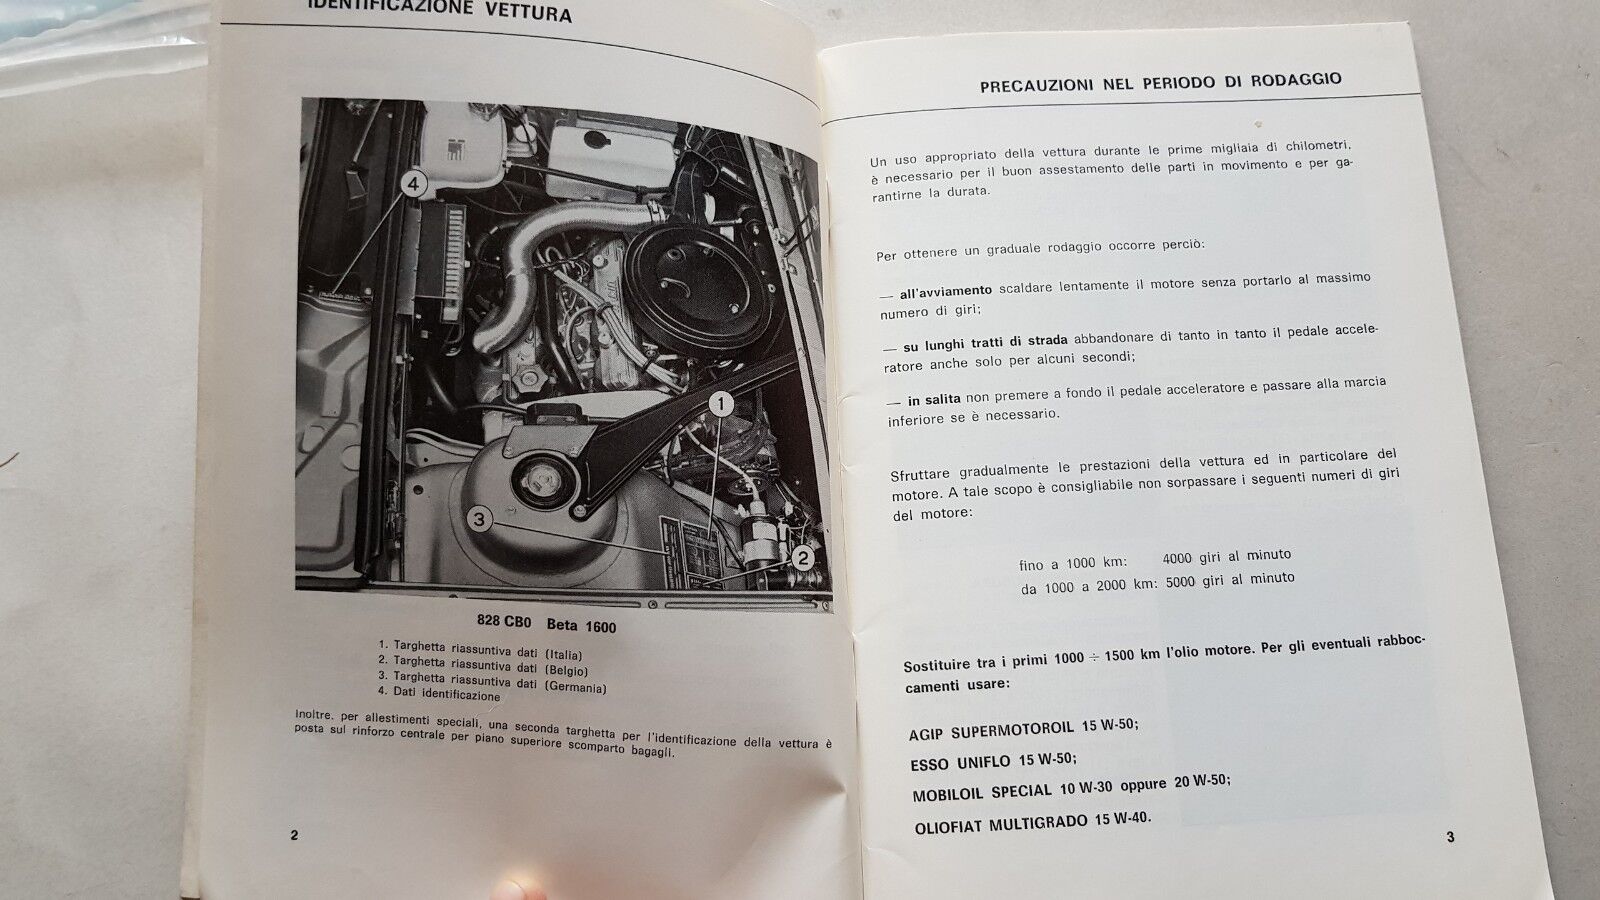 IDENTIFICAZIONE VETTURA
4
1
3
2
828 CB0 Beta 1600
1. Targhetta riassuntiva dati (Italia)
2. Targhetta riassuntiva dati (Belgio)
3. Targhetta riassuntiva dati (Germania)
4. Dati identificazione
Inoltre, per allestimenti speciali, una seconda targhetta per l'identificazione della vettura è
posta sul rinforzo centrale per piano superiore scomparto bagagli.
2
PRECAUZIONI NEL PERIODO DI RODAGGIO
Un uso appropriato della vettura durante le prime migliaia di chilometri,
è necessario per il buon assestamento delle parti in movimento e per ga-
rantirne la durata.
Per ottenere un graduale rodaggio occorre perciò:
— all'avviamento scaldare lentamente il motore senza portarlo al massimo
numero di giri;
— su lunghi tratti di strada abbandonare di tanto in tanto il pedale accele-
ratore anche solo per alcuni secondi;
— in salita non premere a fondo il pedale acceleratore e passare alla marcia
inferiore se è necessario.
Sfruttare gradualmente le prestazioni della vettura ed in particolare del
motore. A tale scopo è consigliabile non sorpassare i seguenti numeri di giri
del motore:
fino a 1000 km: 4000 giri al minuto
da 1000 a 2000 km: 5000 giri al minuto
Sostituire tra i primi 1000 ÷ 1500 km l'olio motore. Per gli eventuali rabboc-
camenti usare:
AGIP SUPERMOTOROIL 15 W-50;
ESSO UNIFLO 15 W-50;
MOBILOIL SPECIAL 10 W-30 oppure 20 W-50;
OLIOFIAT MULTIGRADO 15 W-40.
3